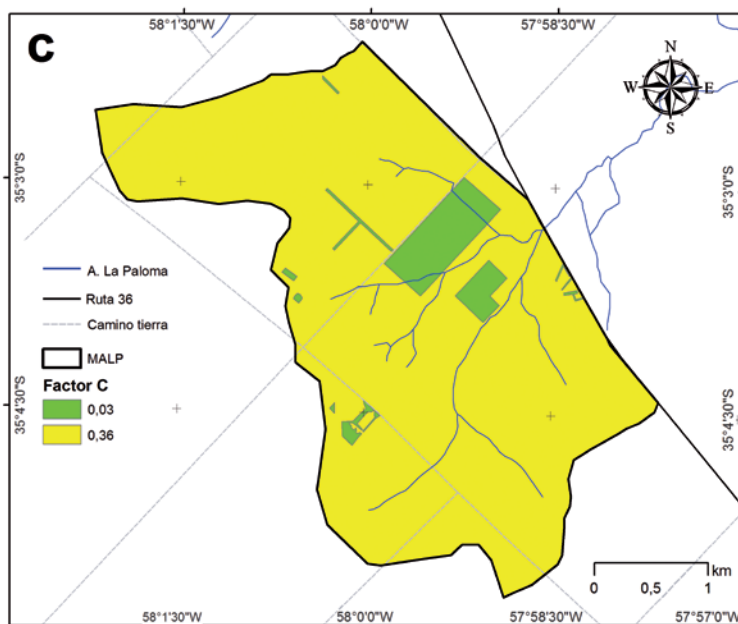 58°1'30"W 58°0'0"W 57°58'30"W
C
N
W E
S
35°3'0"S
35°3'0"S
A. La Paloma
Ruta 36
Camino tierra
MALP
Factor C
0,03
0,36
35°4'30"S
35°4'30"S
km
0 0,5 1
58°1'30"W 58°0'0"W 57°58'30"W 57°57'0"W